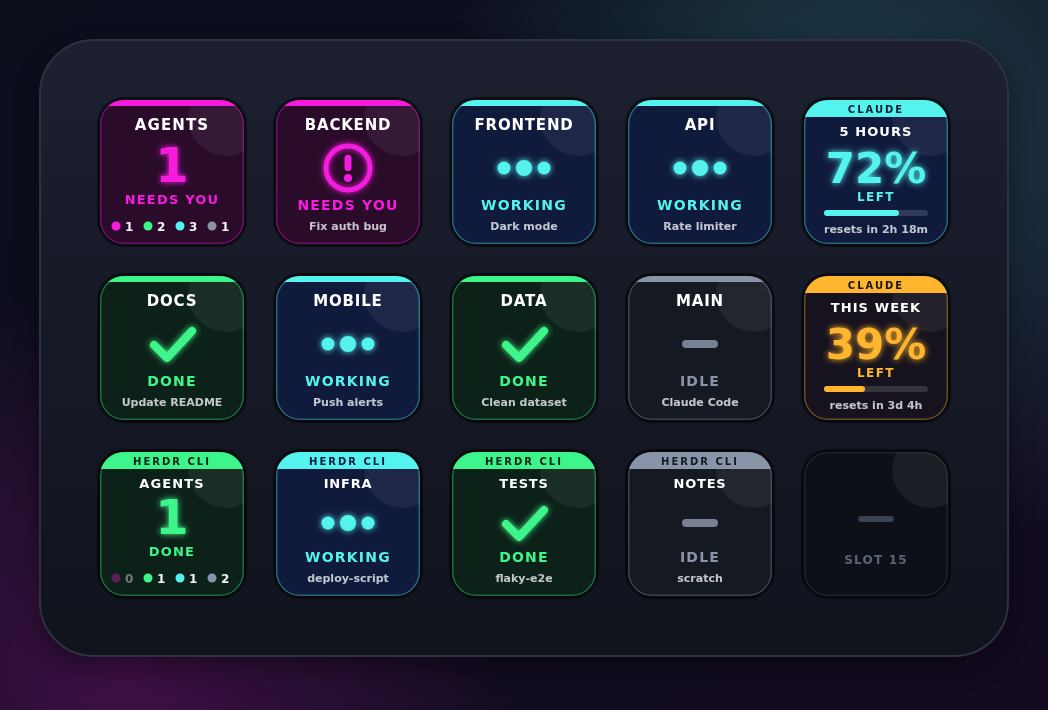 AGENTS
1
NEEDS YOU
1 2 3 1
BACKEND
NEEDS YOU
Fix auth bug
FRONTEND
WORKING
Dark mode
API
WORKING
Rate limiter
CLAUDE
5 HOURS
72%
LEFT
resets in 2h 18m
DOCS
DONE
Update README
MOBILE
WORKING
Push alerts
DATA
DONE
Clean dataset
MAIN
IDLE
Claude Code
CLAUDE
THIS WEEK
39%
LEFT
resets in 3d 4h
HERDR CLI
AGENTS
1
DONE
0 1 1 2
HERDR CLI
INFRA
WORKING
deploy-script
HERDR CLI
TESTS
DONE
flaky-e2e
HERDR CLI
NOTES
IDLE
scratch
SLOT 15